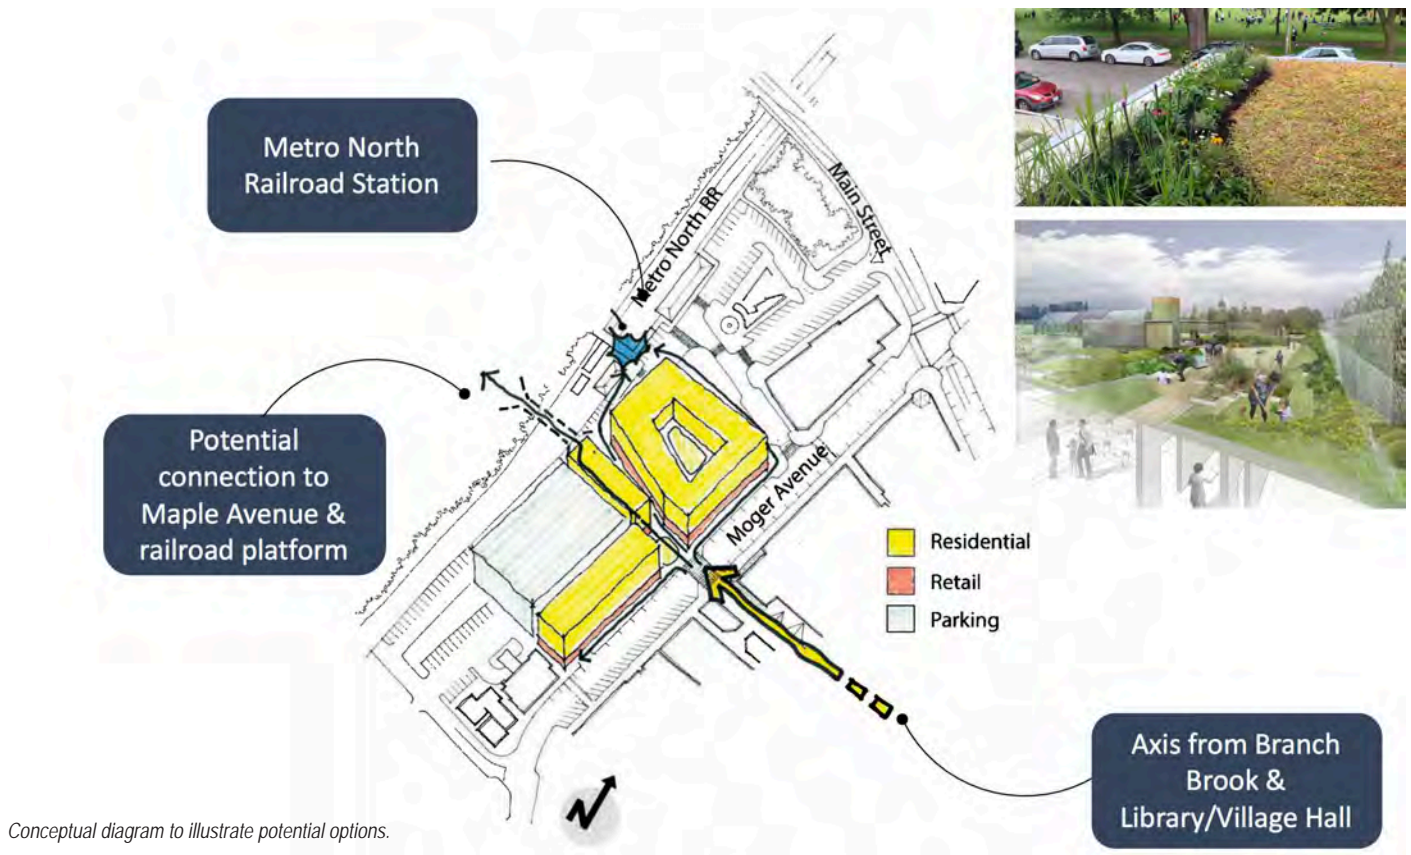 Metro North
Railroad Station
Main Street
Metro North RR
Potential
connection to
Maple Avenue &
railroad platform
Moger Avenue
Residential
Retail
Parking
Axis from Branch
Brook &
Library/Village Hall
N
Conceptual diagram to illustrate potential options.